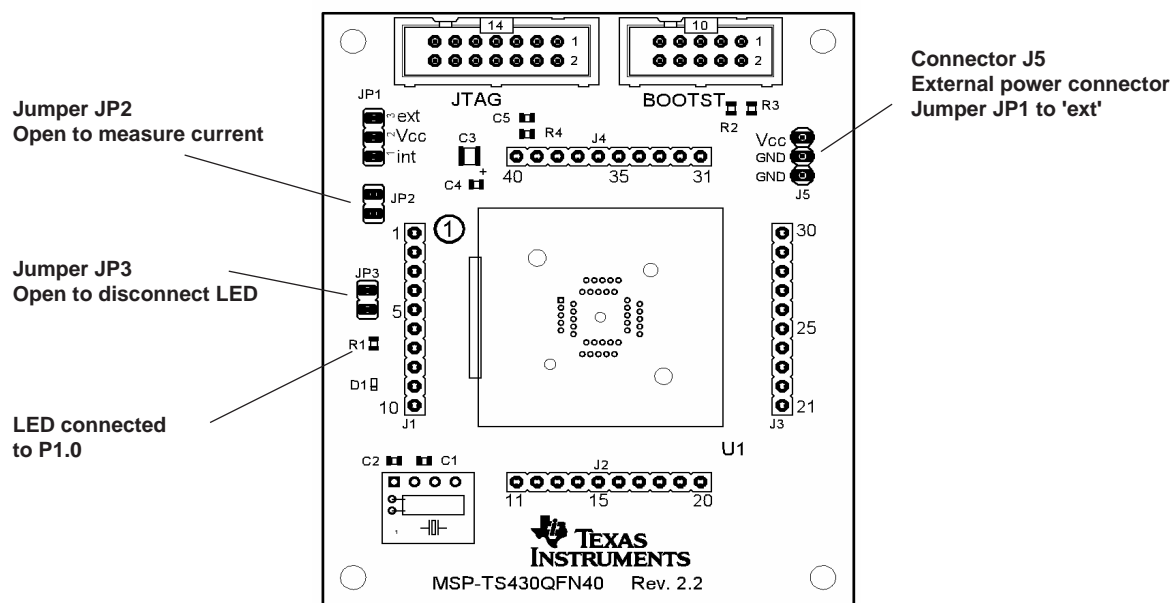 14
10
1
2
1
2
JTAG
BOOTST
Connector J5
External power connector
Jumper JP1 to 'ext'
Jumper JP2
Open to measure current
JP1
3 ext
2 Vcc
1 int
C5
R4
C3
+
C4
J4
40
35
31
R2
R3
Vcc
GND
GND
J5
JP2
1
1
30
Jumper JP3
Open to disconnect LED
JP3
5
25
R1
D1
10
J1
21
J3
LED connected
to P1.0
U1
C2
C1
J2
11
15
20
1
TEXAS
INSTRUMENTS
MSP-TS430QFN40 Rev. 2.2